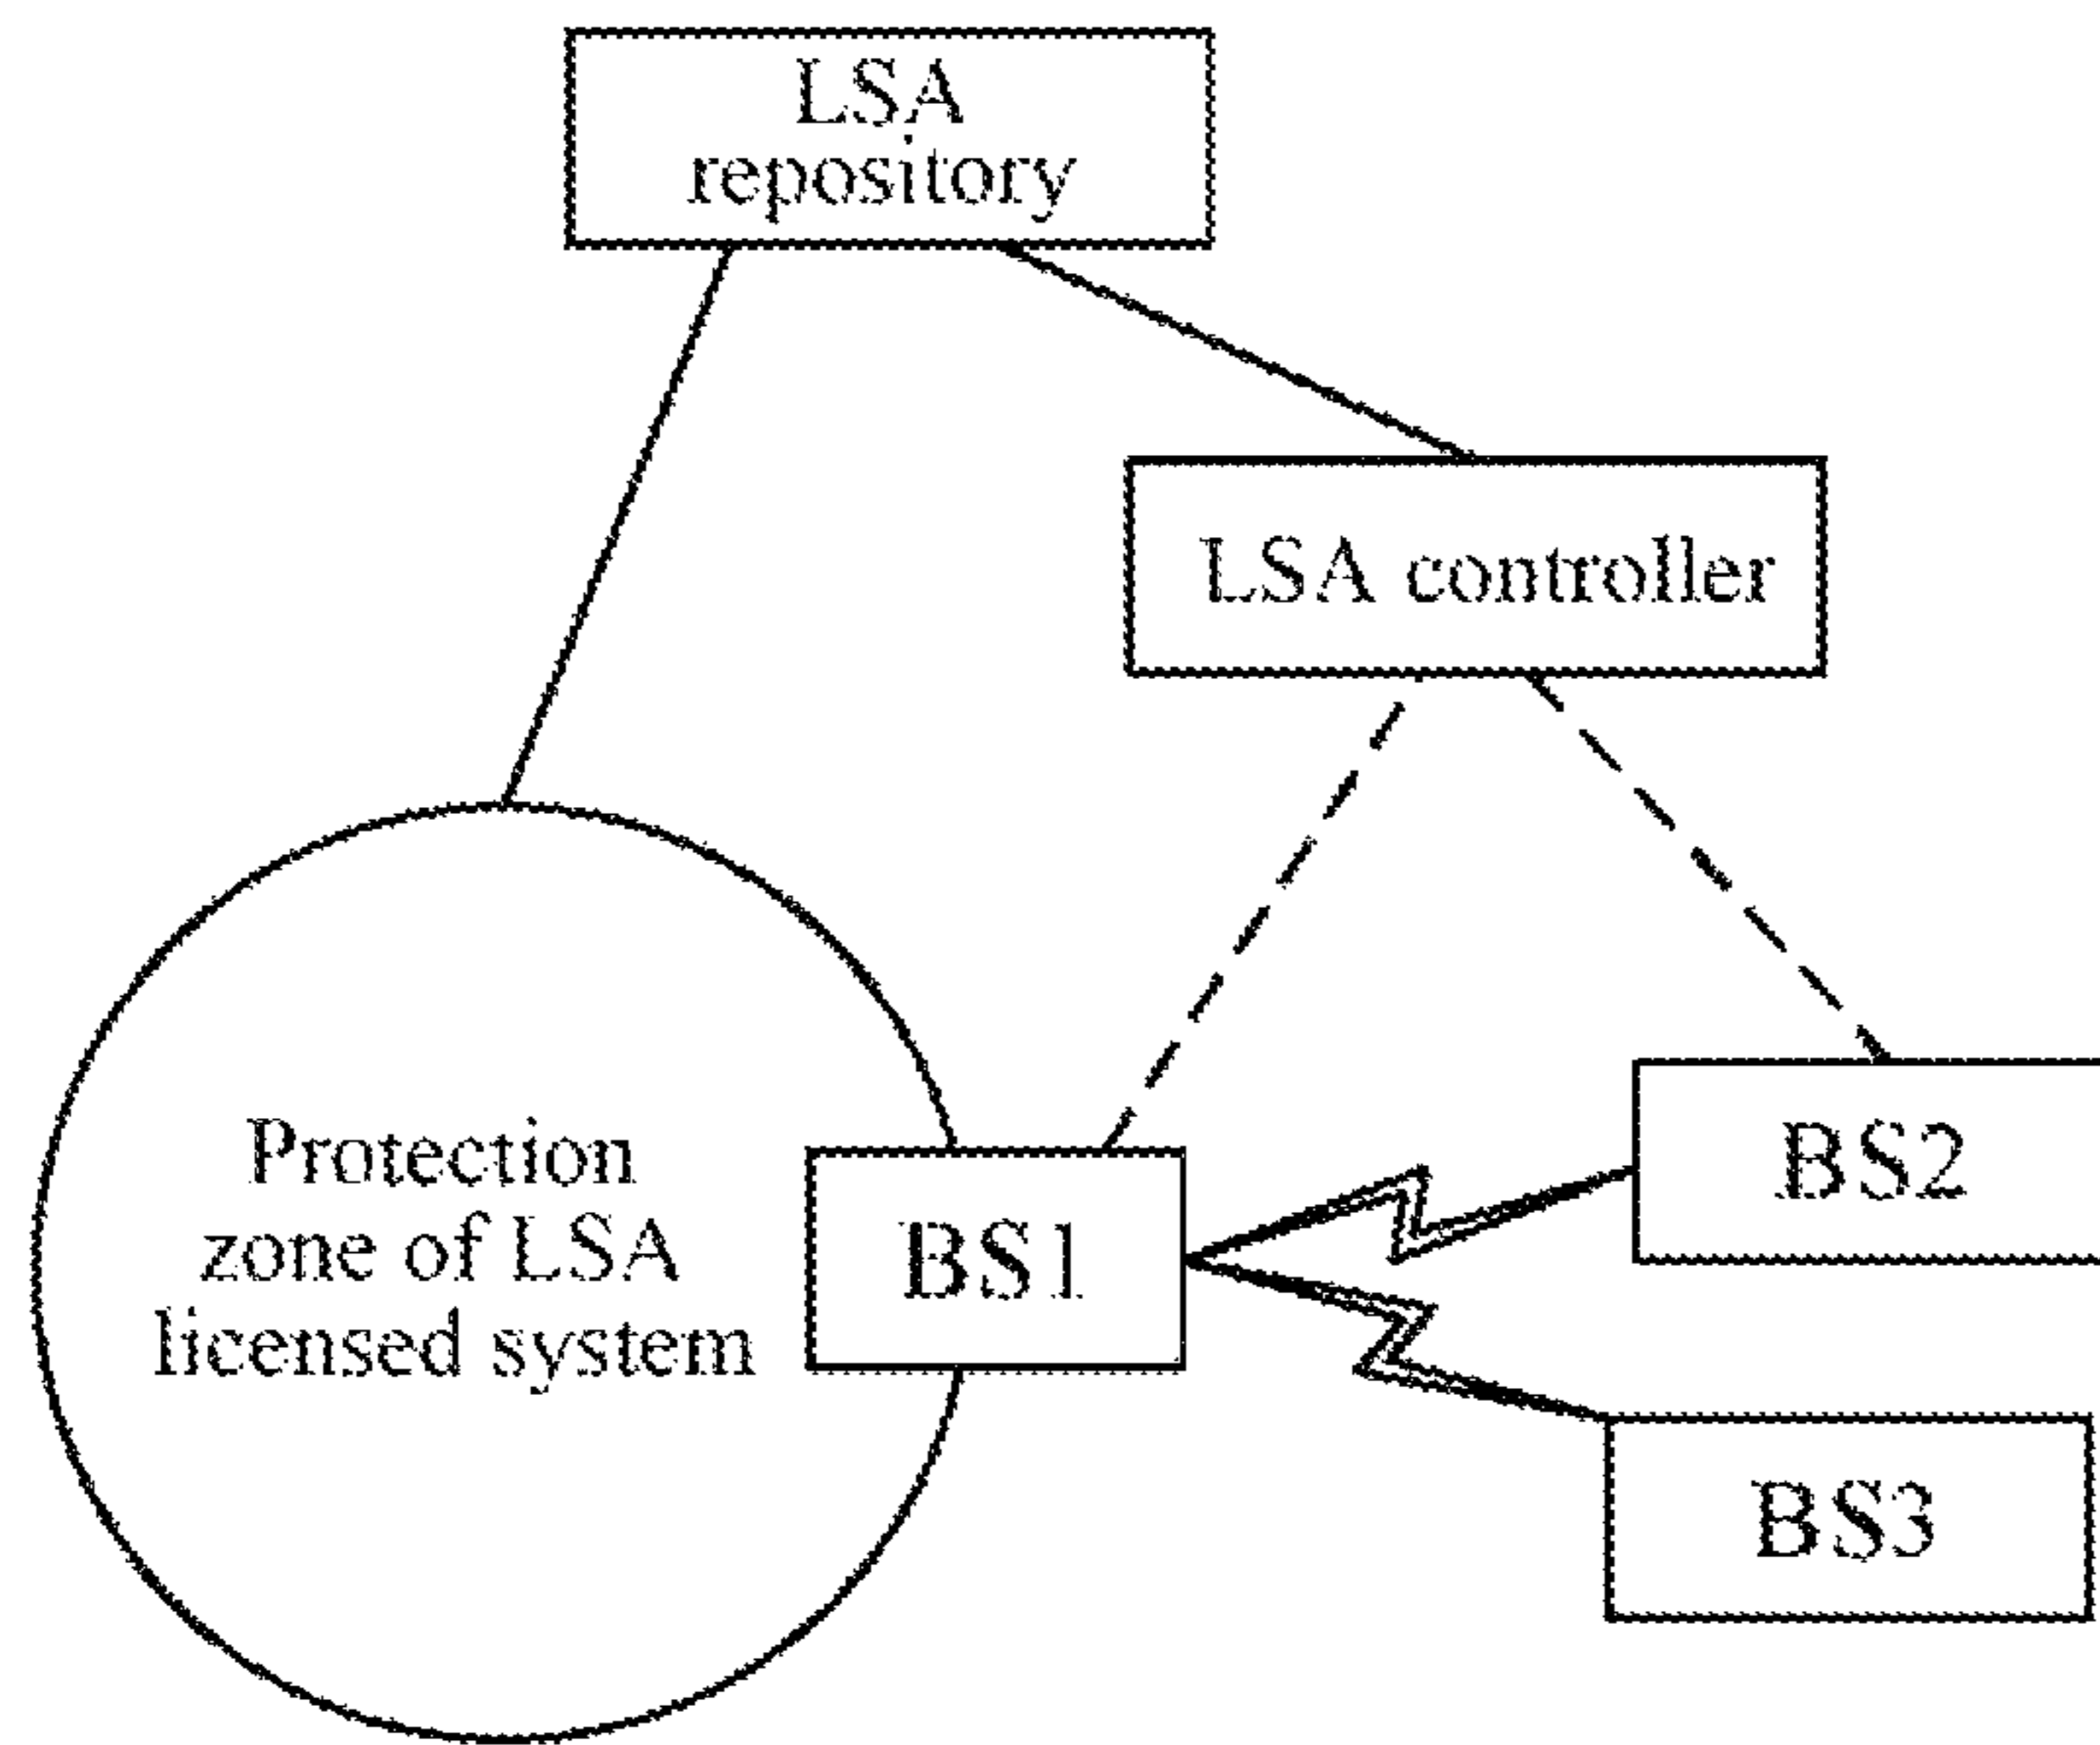 LSA
repository
LSA controller
Protection
zone of LSA
licensed system
BS1
BS2
BS3